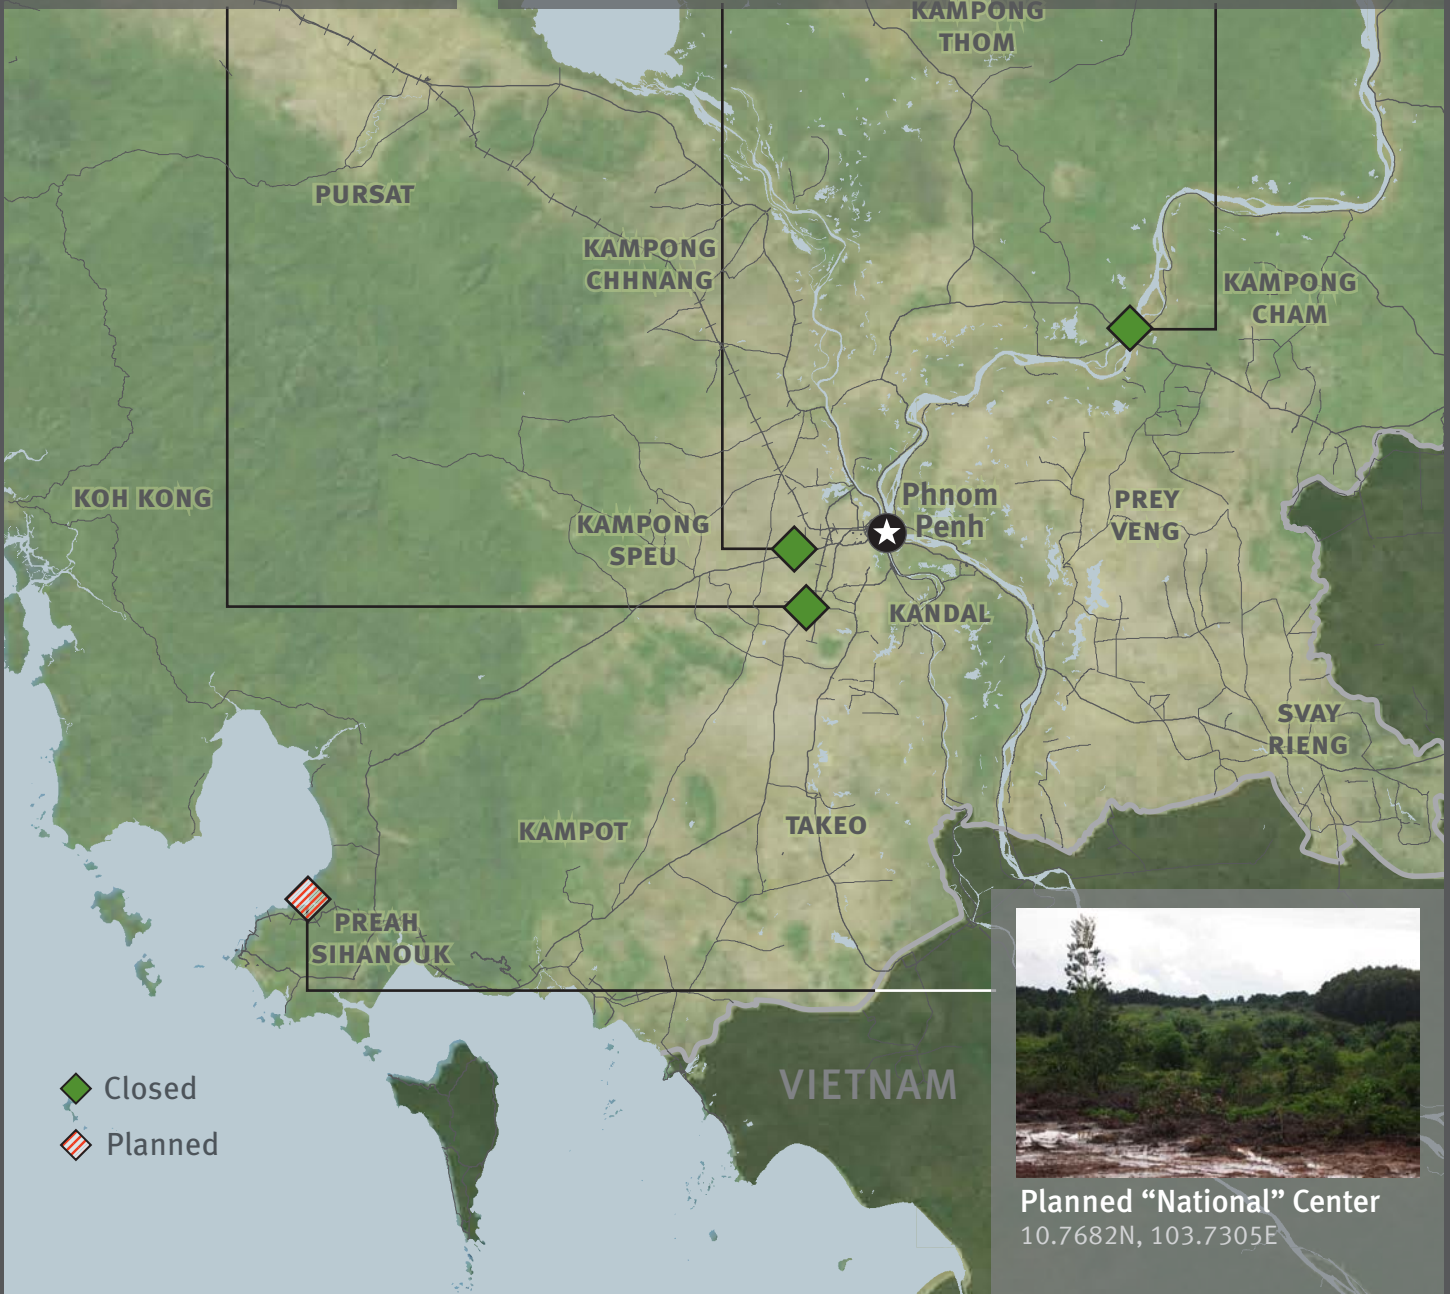 KAMPONG
THOM
PURSAT
KAMPONG
CHHNANG
KAMPONG
CHAM
KOH KONG
KAMPONG
SPEU
Phnom
Penh
PREY
VENG
KANDAL
SVAY
RIENG
KAMPOT
TAKEO
PREAH
SIHANOUK
VIETNAM
Closed
Planned
Planned “National” Center
10.7682N, 103.7305E